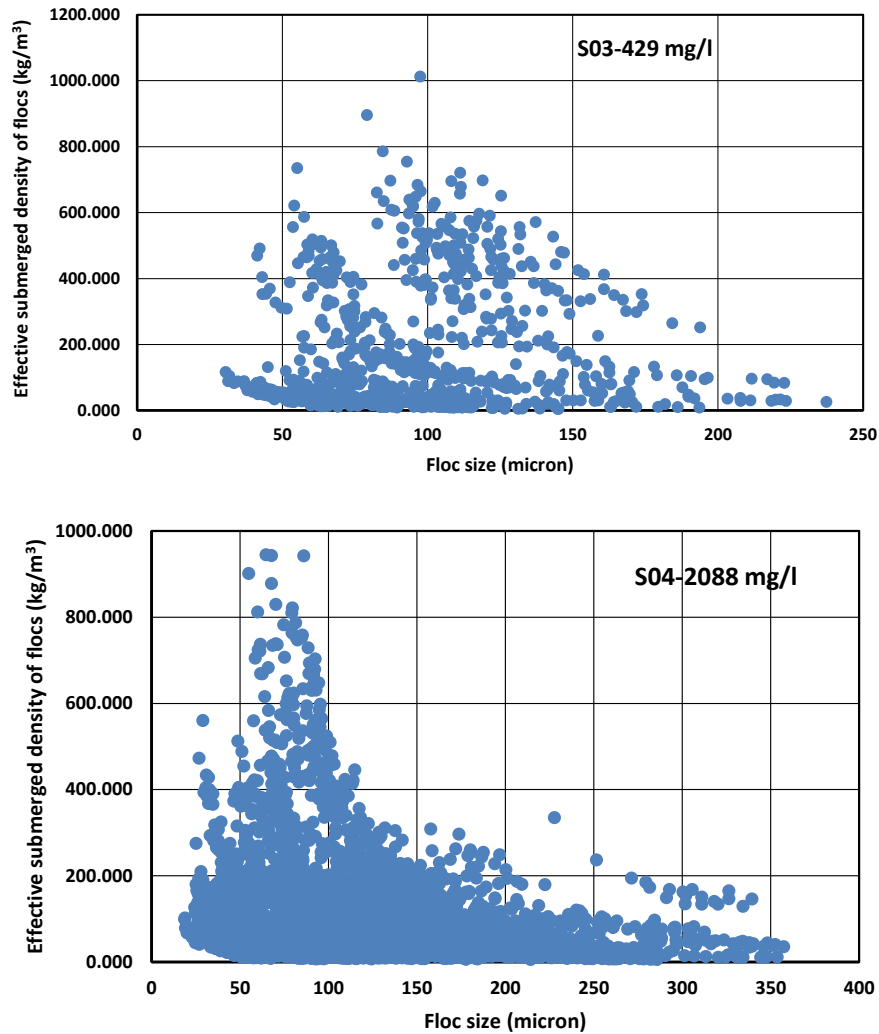 1200.000
1000.000
800.000
600.000
400.000
200.000
0.000
Effective submerged density of flocs (kg/m³)
S03-429 mg/l
0 50 100 150 200 250
Floc size (micron)
1000.000
800.000
600.000
400.000
200.000
0.000
Effective submerged density of flocs (kg/m³)
S04-2088 mg/l
0 50 100 150 200 250 300 350 400
Floc size (micron)